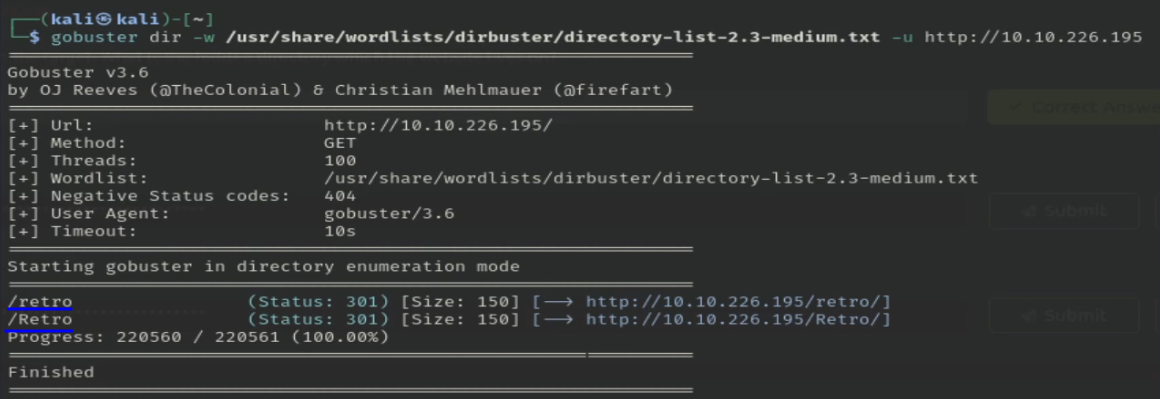 ┌──(kali㉿kali)-[~]
└─$ gobuster dir -w /usr/share/wordlists/dirbuster/directory-list-2.3-medium.txt -u http://10.10.226.195
===============================================================
Gobuster v3.6
by OJ Reeves (@TheColonial) & Christian Mehlmauer (@firefart)
===============================================================
[+] Url:                     http://10.10.226.195/
[+] Method:                  GET
[+] Threads:                 100
[+] Wordlist:                /usr/share/wordlists/dirbuster/directory-list-2.3-medium.txt
[+] Negative Status codes:   404
[+] User Agent:              gobuster/3.6
[+] Timeout:                 10s
===============================================================
Starting gobuster in directory enumeration mode
===============================================================
/retro                (Status: 301) [Size: 150] [--> http://10.10.226.195/retro/]
/Retro                (Status: 301) [Size: 150] [--> http://10.10.226.195/Retro/]
Progress: 220560 / 220561 (100.00%)
===============================================================
Finished
===============================================================
Correct Answe
Submit
Submit